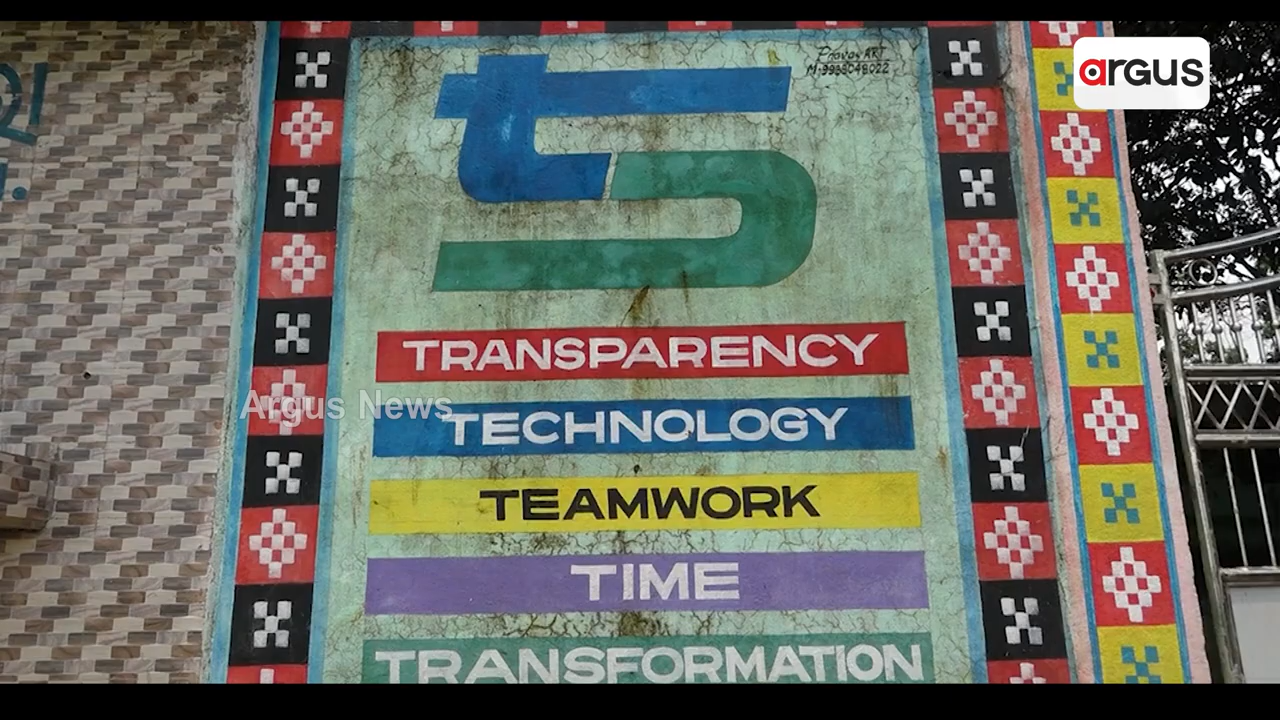 Pravas ART
M-9938048022
argus
t5
TRANSPARENCY
Argus News
TECHNOLOGY
TEAMWORK
TIME
TRANSFORMATION